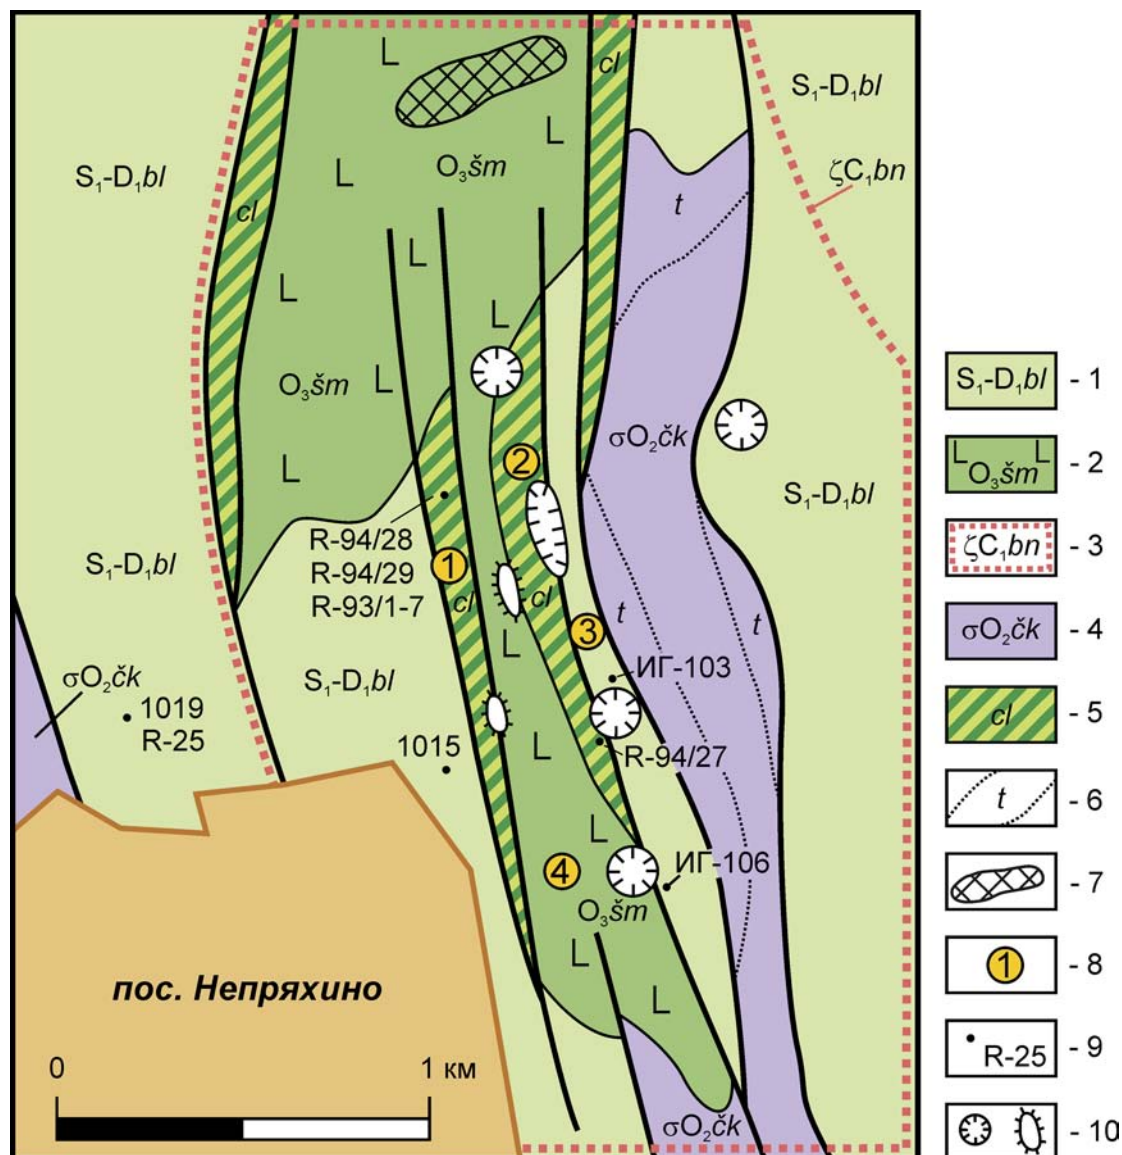 cl
L
cl
S₁-D₁bl
L
S₁-D₁bl
L
O₃šm
ζC₁bn
t
cl
L
L
L
O₃šm
L
σO₂čk
2
L
S₁-D₁bl
R-94/28
R-94/29
R-93/1-7
1
cl
cl
S₁-D₁bl
3
t
t
L
ИГ-103
S₁-D₁bl
σO₂čk
1019
R-25
1015
L
R-94/27
L
4
ИГ-106
O₃šm
L
L
пос. Непряхино
0
1 км
σO₂čk
S₁-D₁bl - 1
L O₃šm L - 2
ζC₁bn - 3
σO₂čk - 4
cl - 5
t - 6
- 7
1 - 8
R-25 - 9
- 10